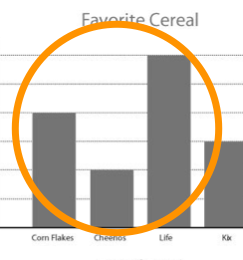 Favorite Cereal
Corn Flakes Cheerios Life Kix